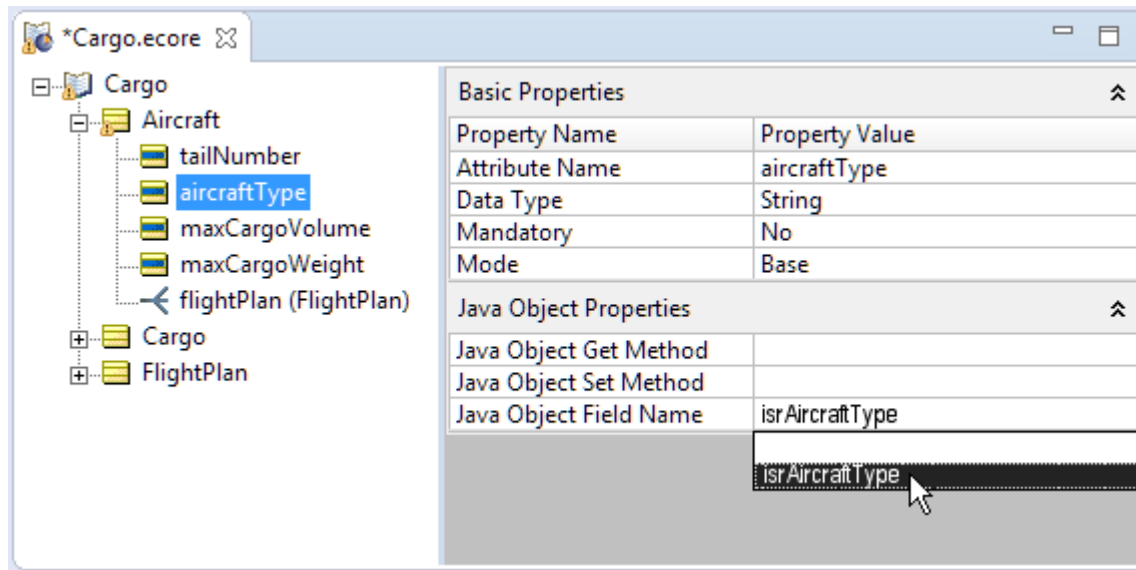 *Cargo.ecore
Cargo
Aircraft
tailNumber
aircraftType
maxCargoVolume
maxCargoWeight
flightPlan (FlightPlan)
Cargo
FlightPlan
Basic Properties
Property Name Property Value
Attribute Name aircraftType
Data Type String
Mandatory No
Mode Base
Java Object Properties
Java Object Get Method
Java Object Set Method
Java Object Field Name isrAircraftType
isrAircraftType